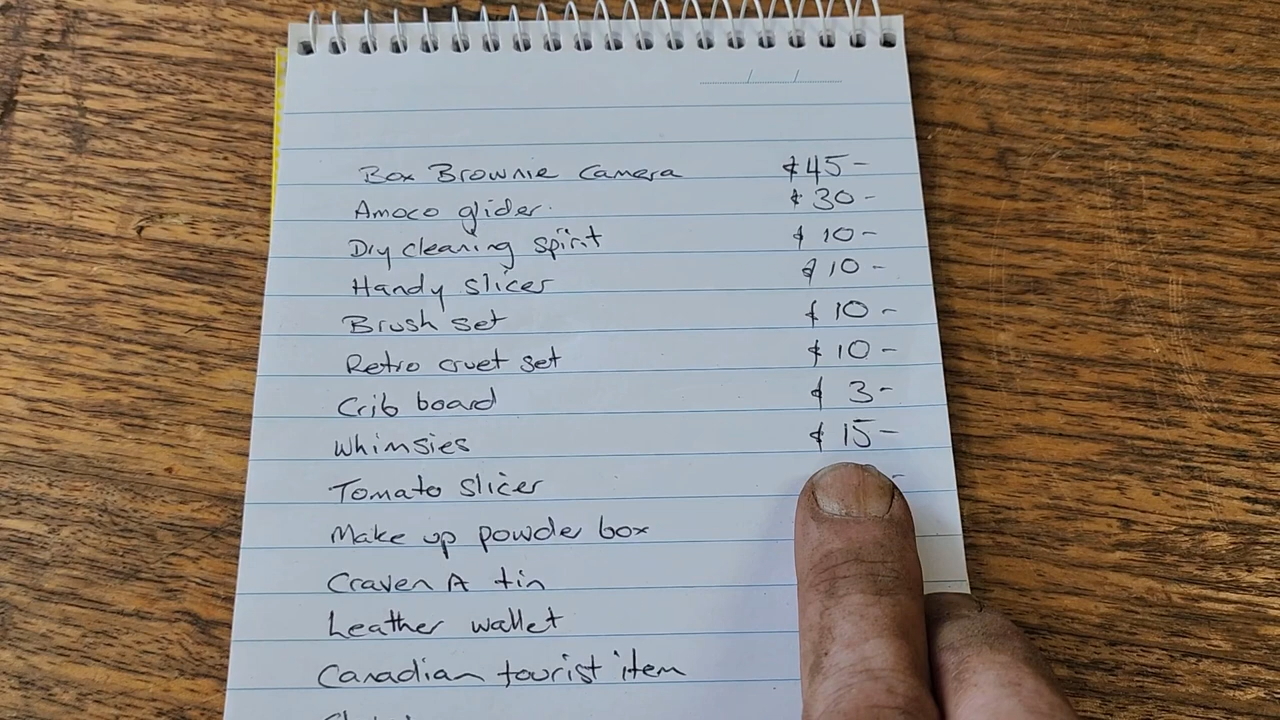 Box Brownie Camera $45-
Amoco glider. $30-
Dry cleaning spirit $10-
Handy slicer $10-
Brush set $10-
Retro cruet set $10-
Crib board $3-
Whimsies $15-
Tomato slicer
Make up powder box
Craven A tin
Leather wallet
Canadian tourist item